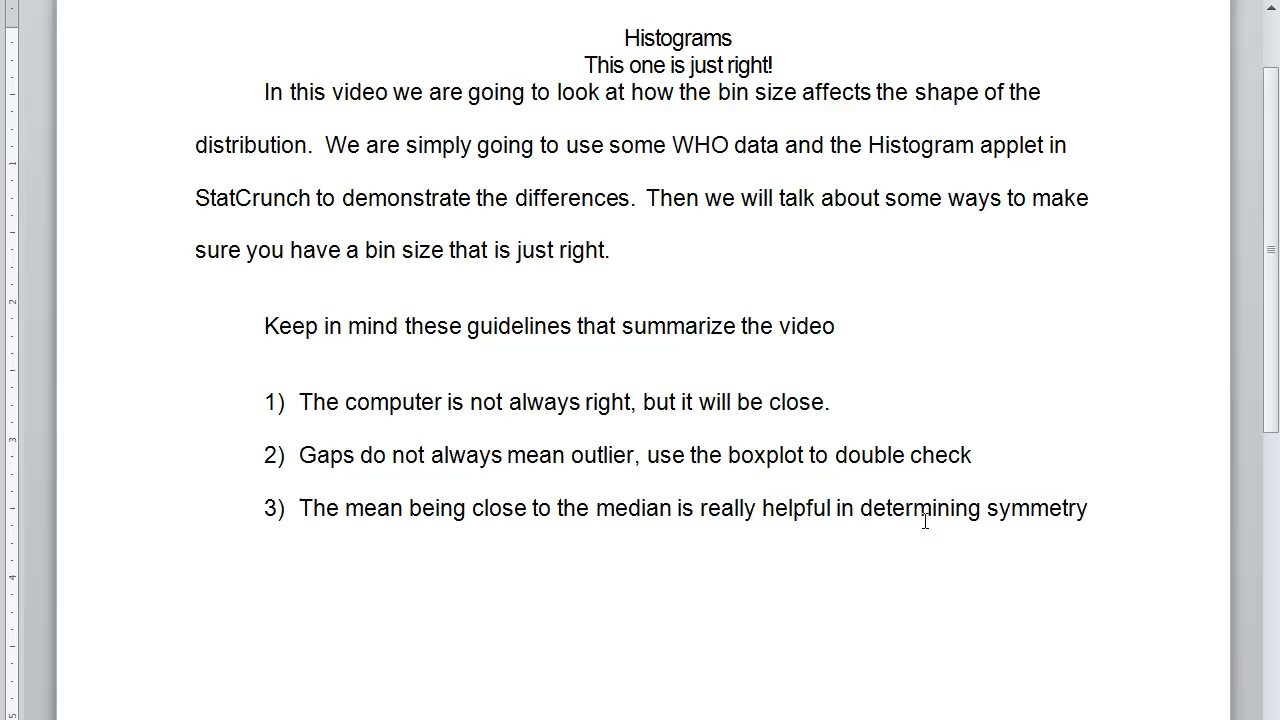 Histograms
This one is just right!
In this video we are going to look at how the bin size affects the shape of the
distribution.  We are simply going to use some WHO data and the Histogram applet in
StatCrunch to demonstrate the differences.  Then we will talk about some ways to make
sure you have a bin size that is just right.
Keep in mind these guidelines that summarize the video
1) The computer is not always right, but it will be close.
2) Gaps do not always mean outlier, use the boxplot to double check
3) The mean being close to the median is really helpful in determining symmetry
1
2
3
4
5